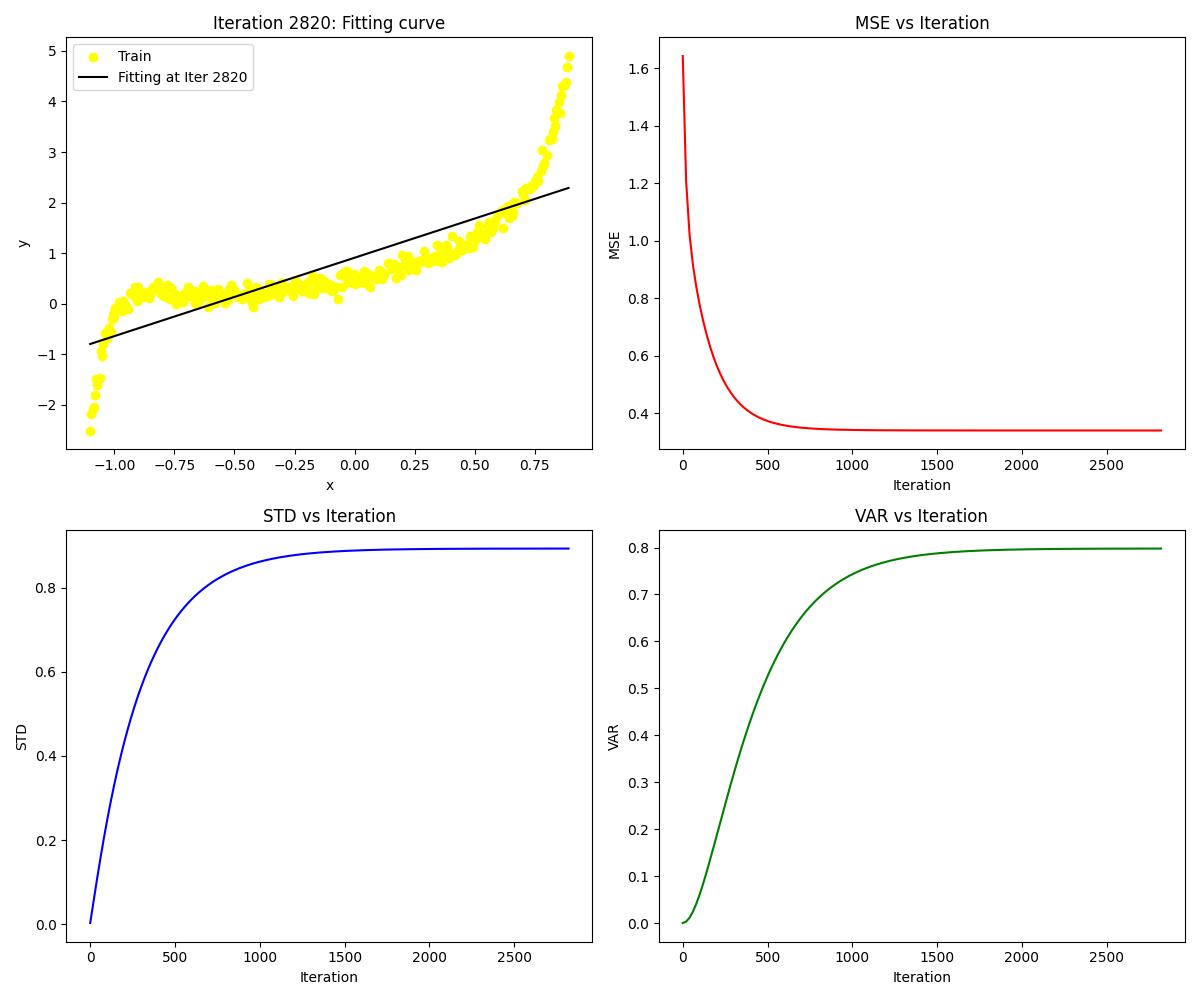 Iteration 2820: Fitting curve
Train
Fitting at Iter 2820
y
5
4
3
2
1
0
−1
−2
−1.00 −0.75 −0.50 −0.25 0.00 0.25 0.50 0.75
x
MSE vs Iteration
MSE
1.6
1.4
1.2
1.0
0.8
0.6
0.4
0 500 1000 1500 2000 2500
Iteration
STD vs Iteration
STD
0.8
0.6
0.4
0.2
0.0
0 500 1000 1500 2000 2500
Iteration
VAR vs Iteration
VAR
0.8
0.7
0.6
0.5
0.4
0.3
0.2
0.1
0.0
0 500 1000 1500 2000 2500
Iteration